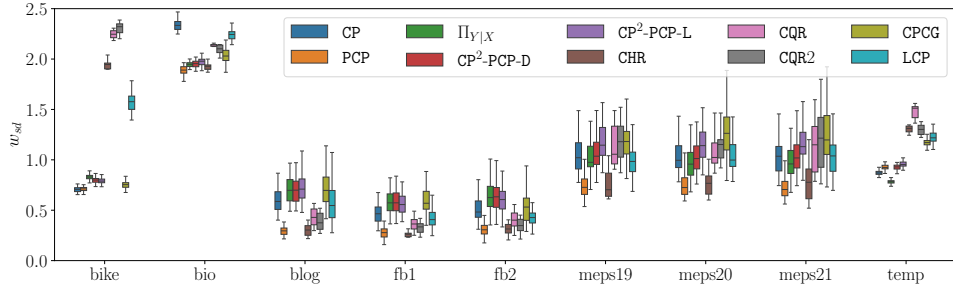 2.5
2.0
1.5
1.0
0.5
0.0
w_sd
CP
PCP
Π_{Y|X}
CP²-PCP-D
CP²-PCP-L
CHR
CQR
CQR2
CPCG
LCP
bike
bio
blog
fb1
fb2
meps19
meps20
meps21
temp